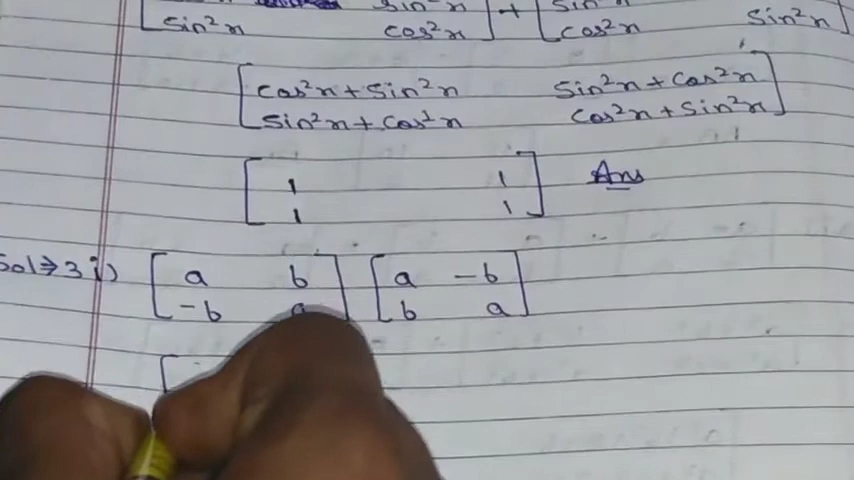 sin²x cos²x + cos²x sin²x
cos²x + sin²x sin²x + cos²x
sin²x + cos²x cos²x + sin²x
1 1 Ans
1 1
Sol⇒3 i) a b a -b
-b a b a